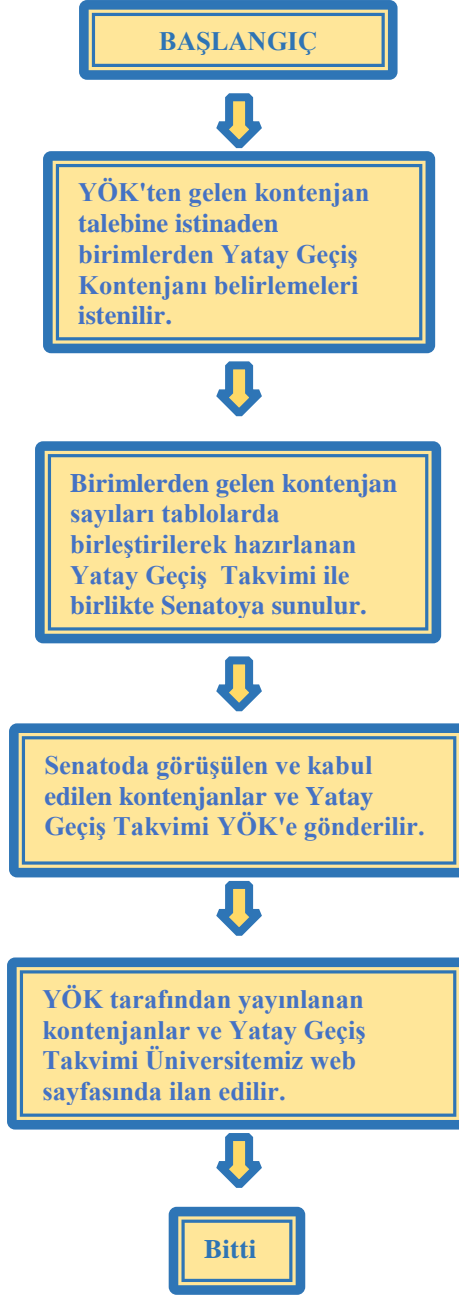 BAŞLANGIÇ
YÖK'ten gelen kontenjan
talebine istinaden
birimlerden Yatay Geçiş
Kontenjanı belirlemeleri
istenilir.
Birimlerden gelen kontenjan
sayıları tablolarda
birleştirilerek hazırlanan
Yatay Geçiş Takvimi ile
birlikte Senatoya sunulur.
Senatoda görüşülen ve kabul
edilen kontenjanlar ve Yatay
Geçiş Takvimi YÖK'e gönderilir.
YÖK tarafından yayınlanan
kontenjanlar ve Yatay Geçiş
Takvimi Üniversitemiz web
sayfasında ilan edilir.
Bitti